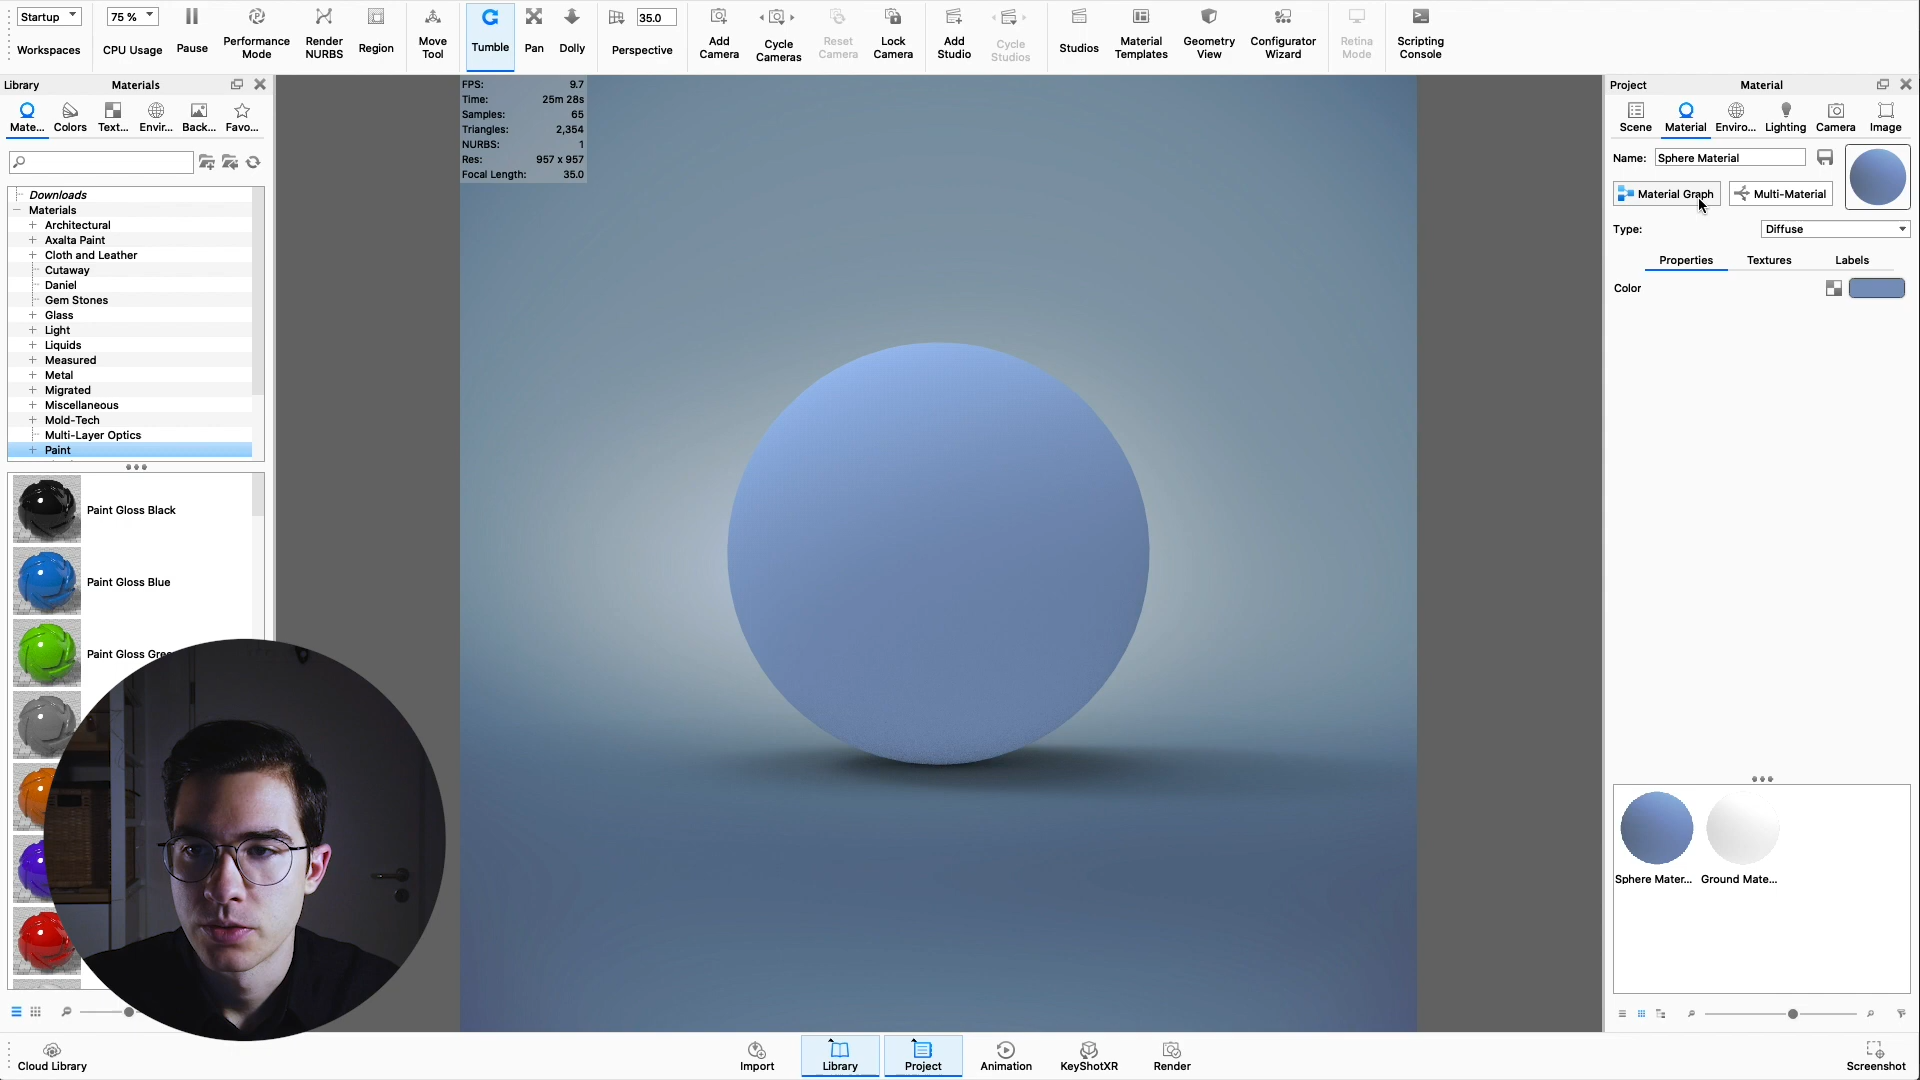 Startup
75 %
35.0
Workspaces
CPU Usage
Pause
Performance
Mode
Render
NURBS
Region
Move
Tool
Tumble
Pan
Dolly
Perspective
Add
Camera
Cycle
Cameras
Reset
Camera
Lock
Camera
Add
Studio
Cycle
Studios
Studios
Material
Templates
Geometry
View
Configurator
Wizard
Retina
Mode
Scripting
Console
Library
Materials
Mate...
Colors
Text...
Envir...
Back...
Favo...
Downloads
Materials
Architectural
Axalta Paint
Cloth and Leather
Cutaway
Daniel
Gem Stones
Glass
Light
Liquids
Measured
Metal
Migrated
Miscellaneous
Mold-Tech
Multi-Layer Optics
Paint
Paint Gloss Black
Paint Gloss Blue
Paint Gloss Gre
FPS: 9.7
Time: 25m 28s
Samples: 65
Triangles: 2,354
NURBS: 1
Res: 957 x 957
Focal Length: 35.0
Project
Material
Scene
Material
Enviro...
Lighting
Camera
Image
Name: Sphere Material
Material Graph
Multi-Material
Type: Diffuse
Properties
Textures
Labels
Color
Sphere Mater...
Ground Mate...
Cloud Library
Import
Library
Project
Animation
KeyShotXR
Render
Screenshot